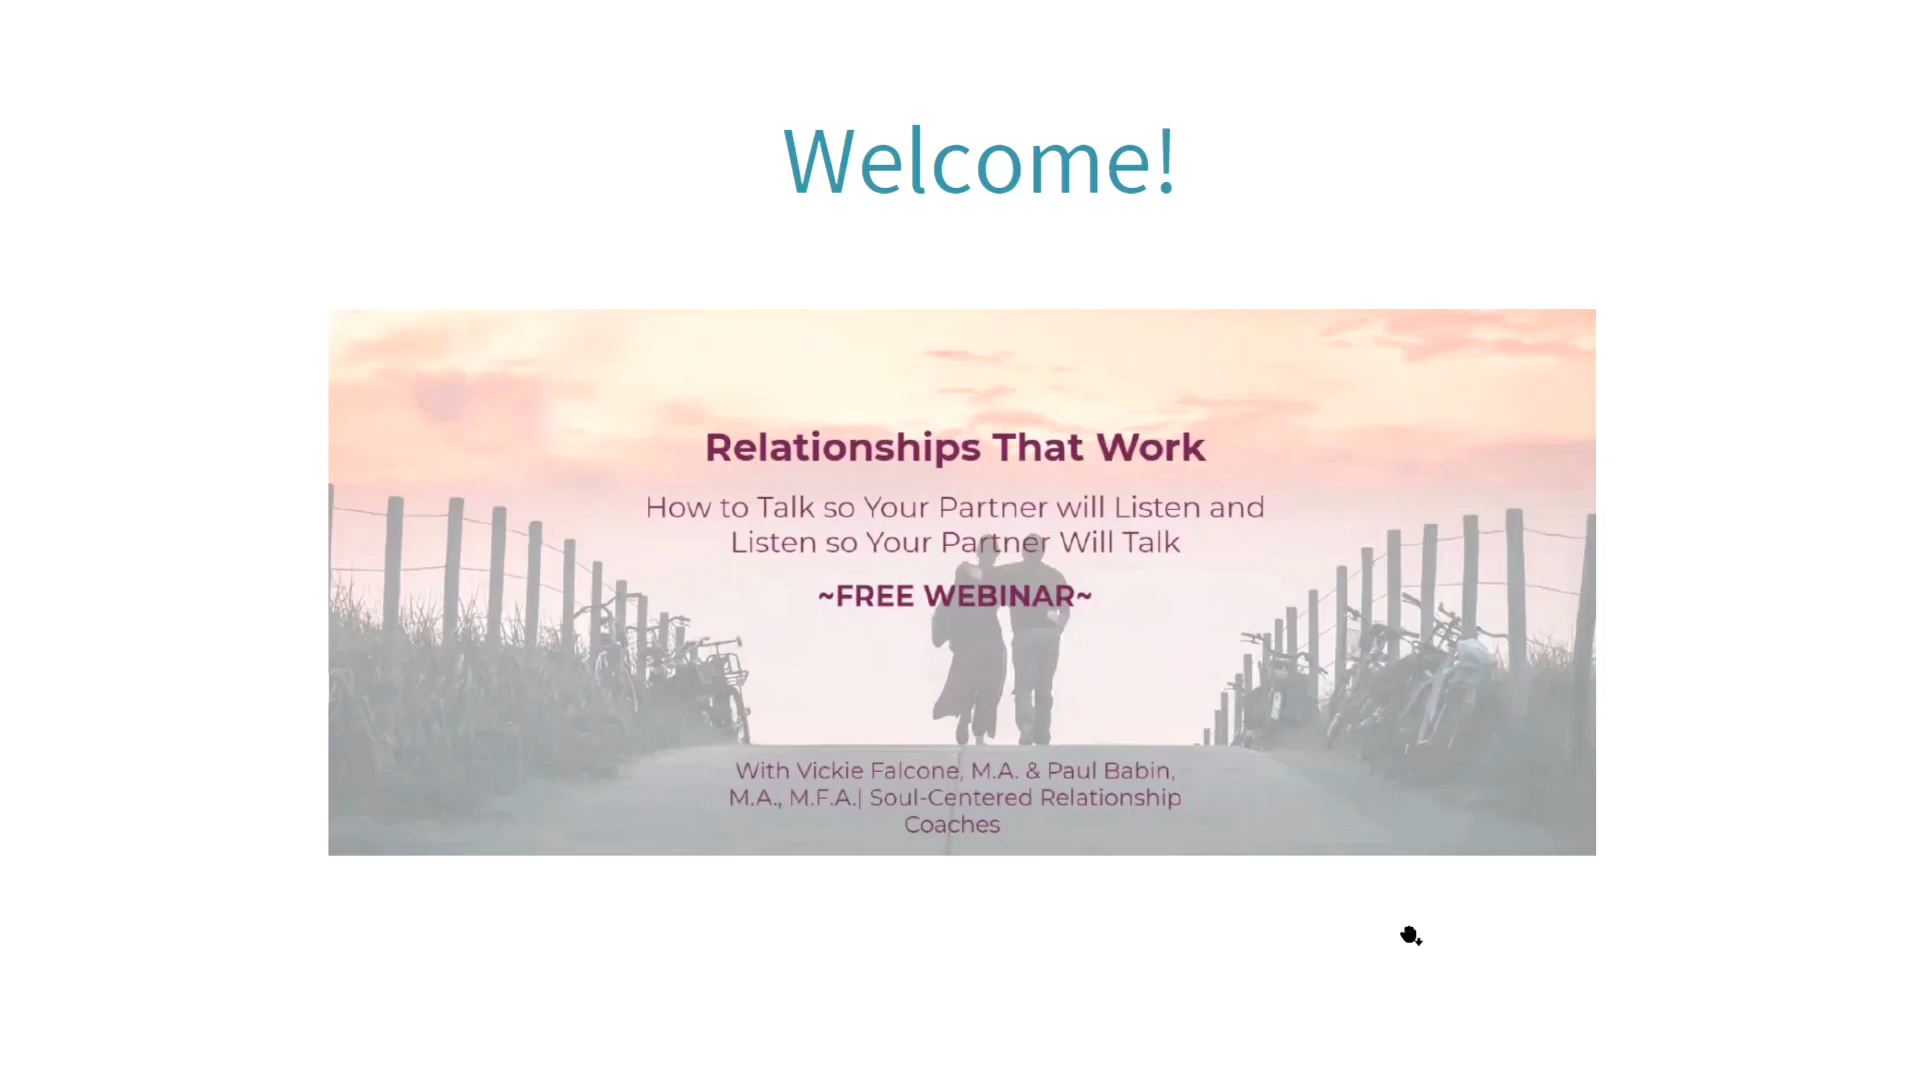 Welcome!
Relationships That Work
How to Talk so Your Partner will Listen and
Listen so Your Partner Will Talk
~FREE WEBINAR~
With Vickie Falcone, M.A. & Paul Babin,
M.A., M.F.A.| Soul-Centered Relationship
Coaches